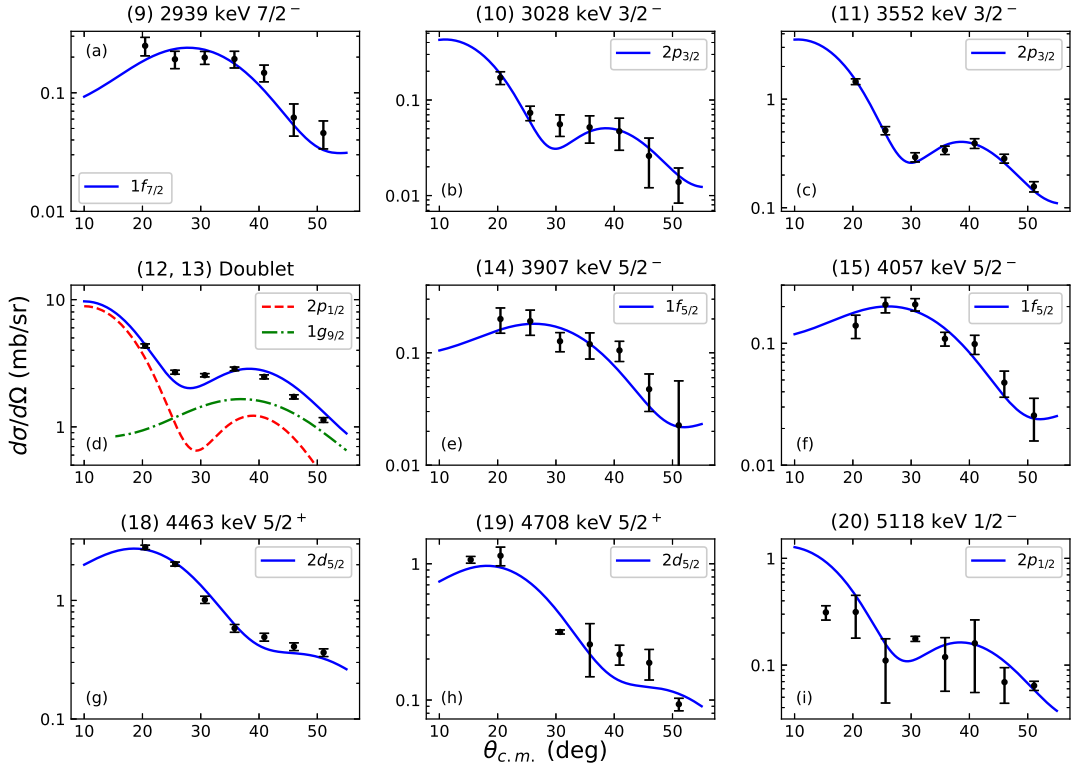 (9) 2939 keV 7/2⁻
(10) 3028 keV 3/2⁻
(11) 3552 keV 3/2⁻
(a)
1f₇/₂
0.1
0.01
10 20 30 40 50
2p₃/₂
(b)
0.1
0.01
10 20 30 40 50
2p₃/₂
(c)
1
0.1
10 20 30 40 50
(12, 13) Doublet
(14) 3907 keV 5/2⁻
(15) 4057 keV 5/2⁻
dσ/dΩ (mb/sr)
2p₁/₂
1g₉/₂
(d)
10
1
10 20 30 40 50
1f₅/₂
(e)
0.1
0.01
10 20 30 40 50
1f₅/₂
(f)
0.1
0.01
10 20 30 40 50
(18) 4463 keV 5/2⁺
(19) 4708 keV 5/2⁺
(20) 5118 keV 1/2⁻
2d₅/₂
(g)
1
0.1
10 20 30 40 50
2d₅/₂
(h)
1
0.1
10 20 30 40 50
2p₁/₂
(i)
1
0.1
10 20 30 40 50
θc.m. (deg)